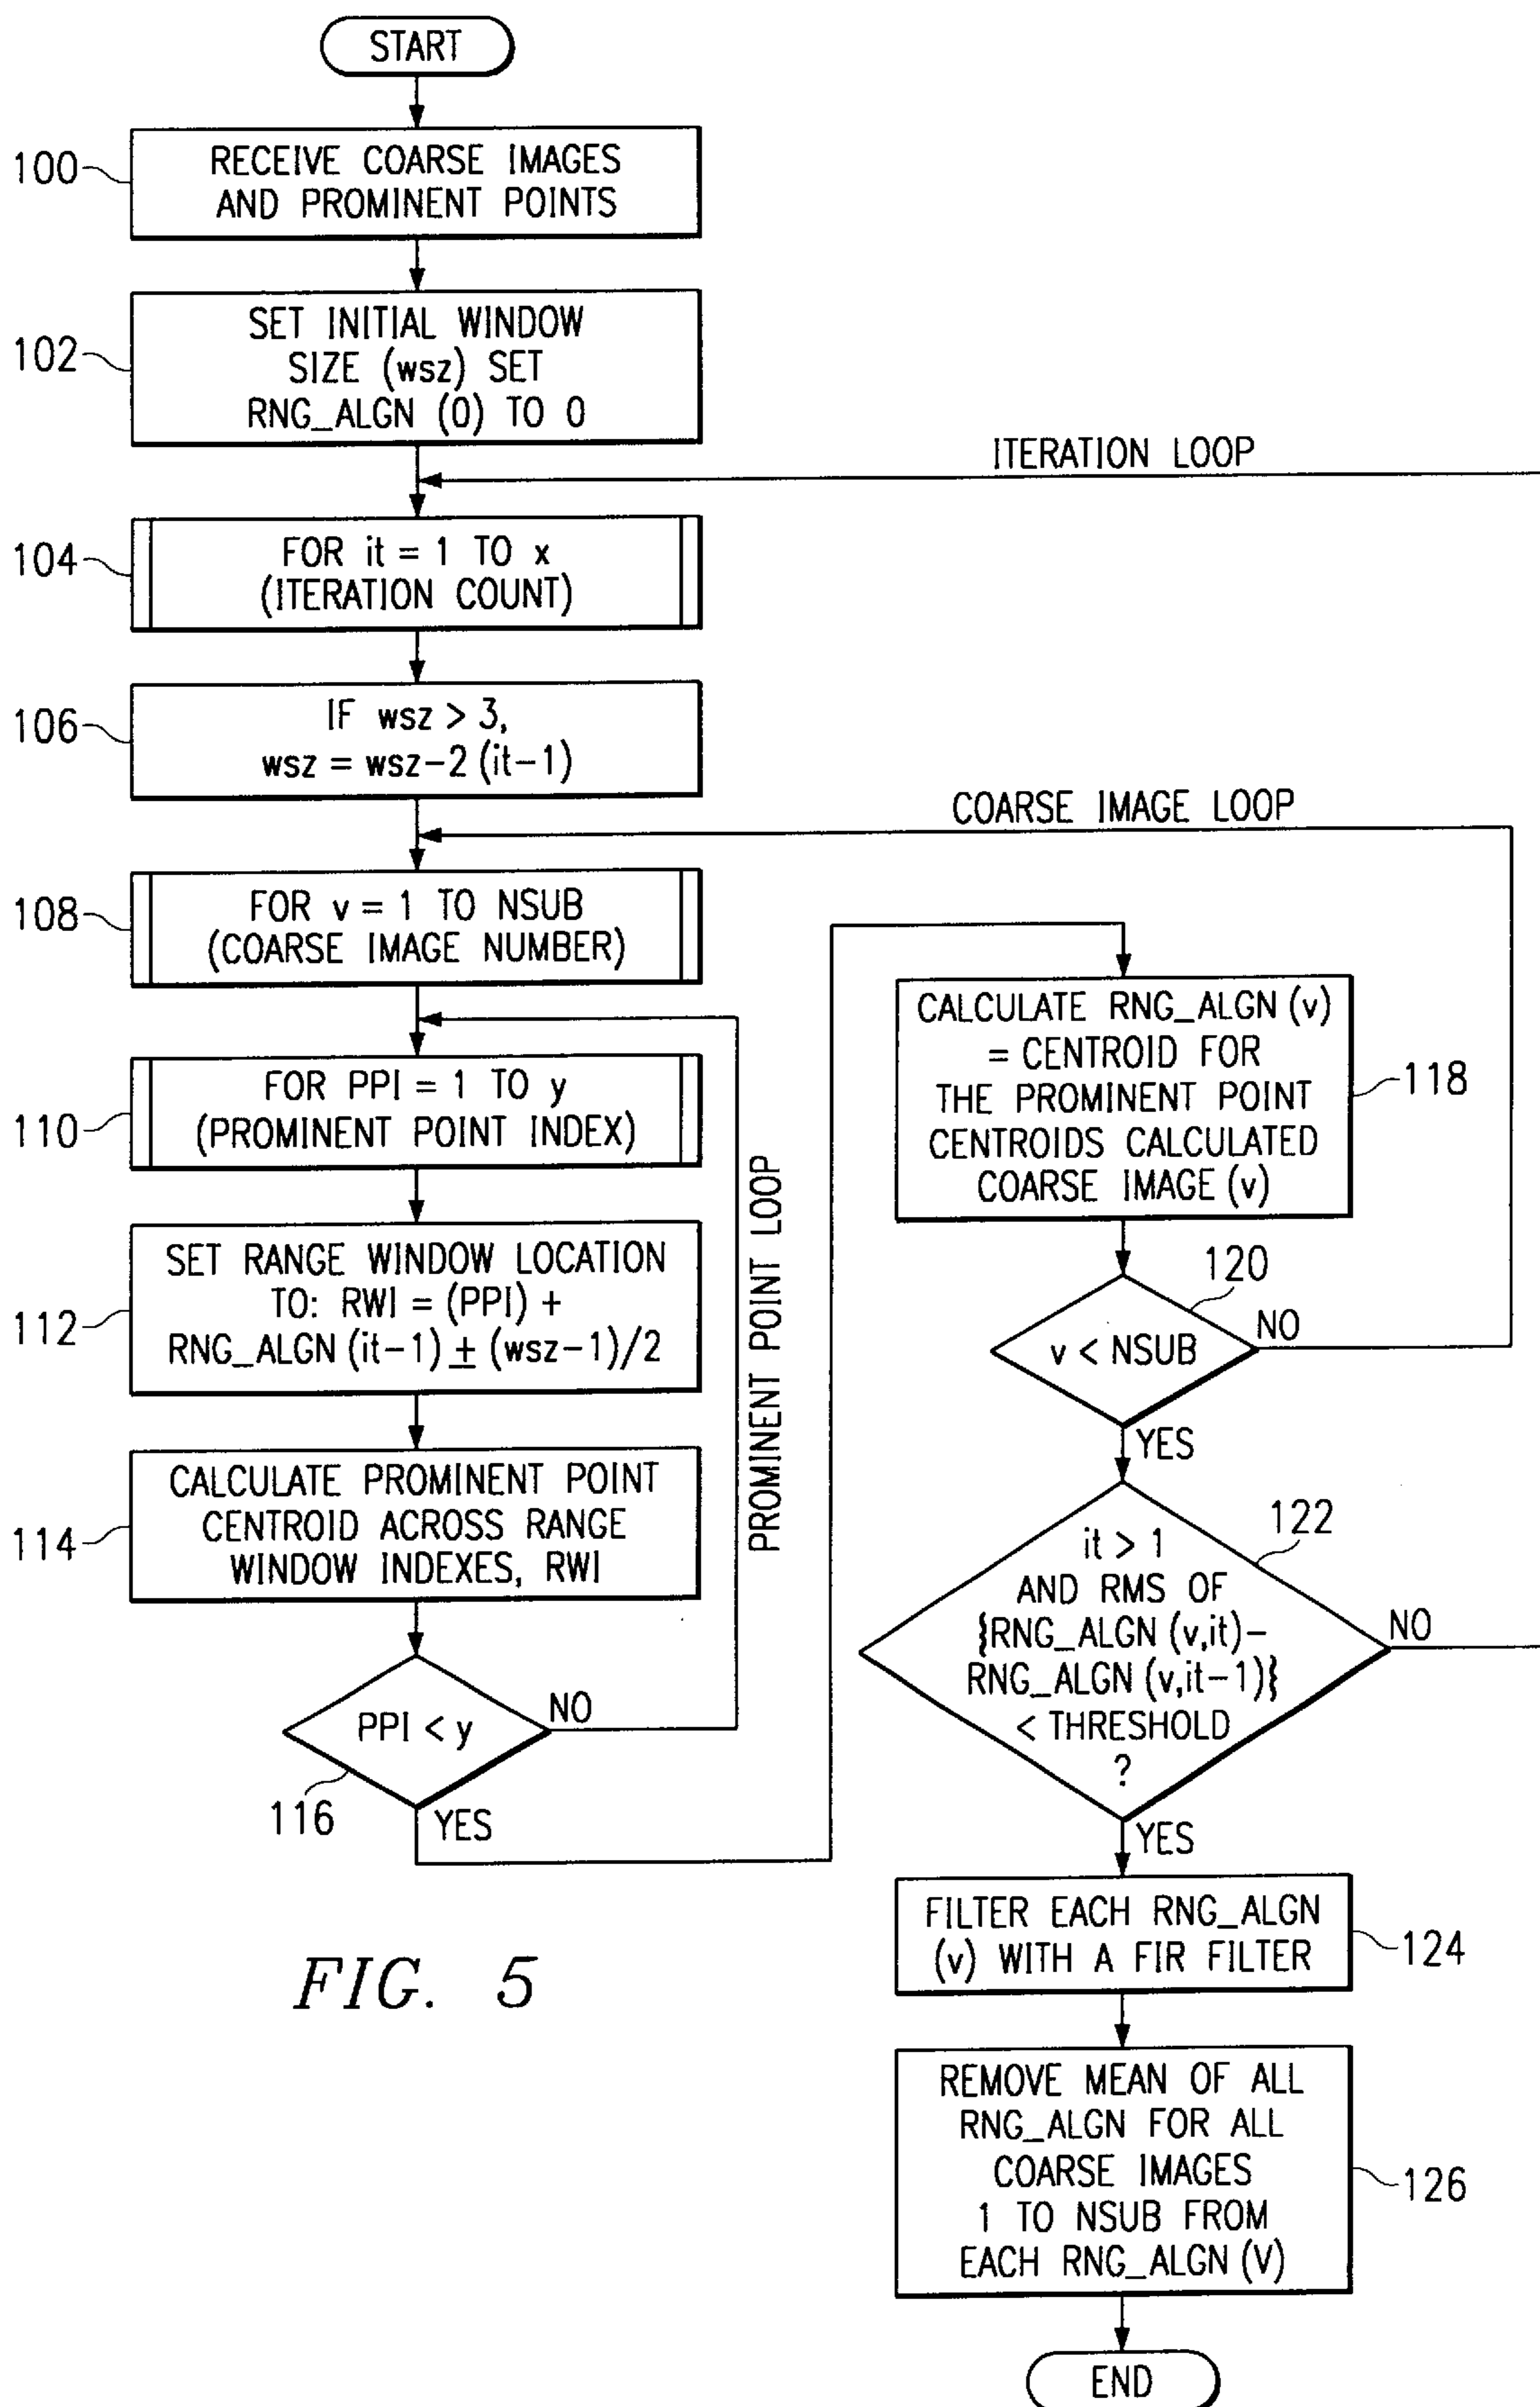 START
100
RECEIVE COARSE IMAGES
AND PROMINENT POINTS
102
SET INITIAL WINDOW
SIZE (wsz) SET
RNG_ALGN (0) TO 0
ITERATION LOOP
104
FOR it = 1 TO x
(ITERATION COUNT)
106
IF wsz > 3,
wsz = wsz-2 (it-1)
COARSE IMAGE LOOP
108
FOR v = 1 TO NSUB
(COARSE IMAGE NUMBER)
110
FOR PPI = 1 TO y
(PROMINENT POINT INDEX)
112
SET RANGE WINDOW LOCATION
TO: RWI = (PPI) +
RNG_ALGN (it-1) ± (wsz-1)/2
114
CALCULATE PROMINENT POINT
CENTROID ACROSS RANGE
WINDOW INDEXES, RWI
PROMINENT POINT LOOP
PPI < y
NO
116
YES
CALCULATE RNG_ALGN (v)
= CENTROID FOR
THE PROMINENT POINT
CENTROIDS CALCULATED
COARSE IMAGE (v)
118
120
v < NSUB
NO
YES
122
it > 1
AND RMS OF
{RNG_ALGN (v,it)-
RNG_ALGN (v,it-1)}
< THRESHOLD
?
NO
YES
FILTER EACH RNG_ALGN
(v) WITH A FIR FILTER
124
REMOVE MEAN OF ALL
RNG_ALGN FOR ALL
COARSE IMAGES
1 TO NSUB FROM
EACH RNG_ALGN (V)
126
END
FIG. 5